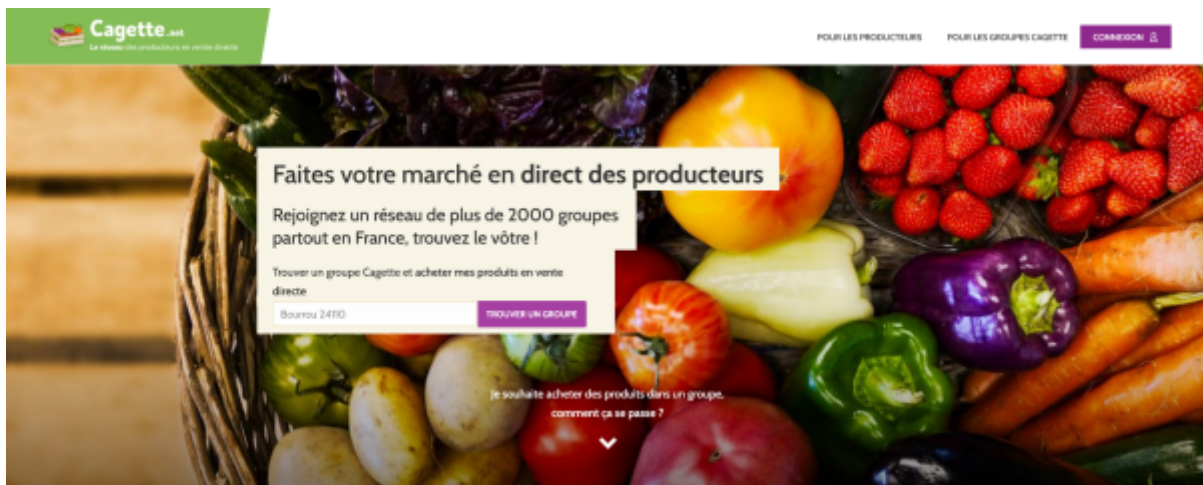 Cagette.net
Le réseau des producteurs en vente directe
POUR LES PRODUCTEURS
POUR LES GROUPES CAGETTE
CONNEXION
Faites votre marché en direct des producteurs
Rejoignez un réseau de plus de 2000 groupes
partout en France, trouvez le vôtre !
Trouver un groupe Cagette et acheter mes produits en vente
directe
Bourrou 24110
TROUVER UN GROUPE
Je souhaite acheter des produits dans un groupe,
comment ça se passe ?